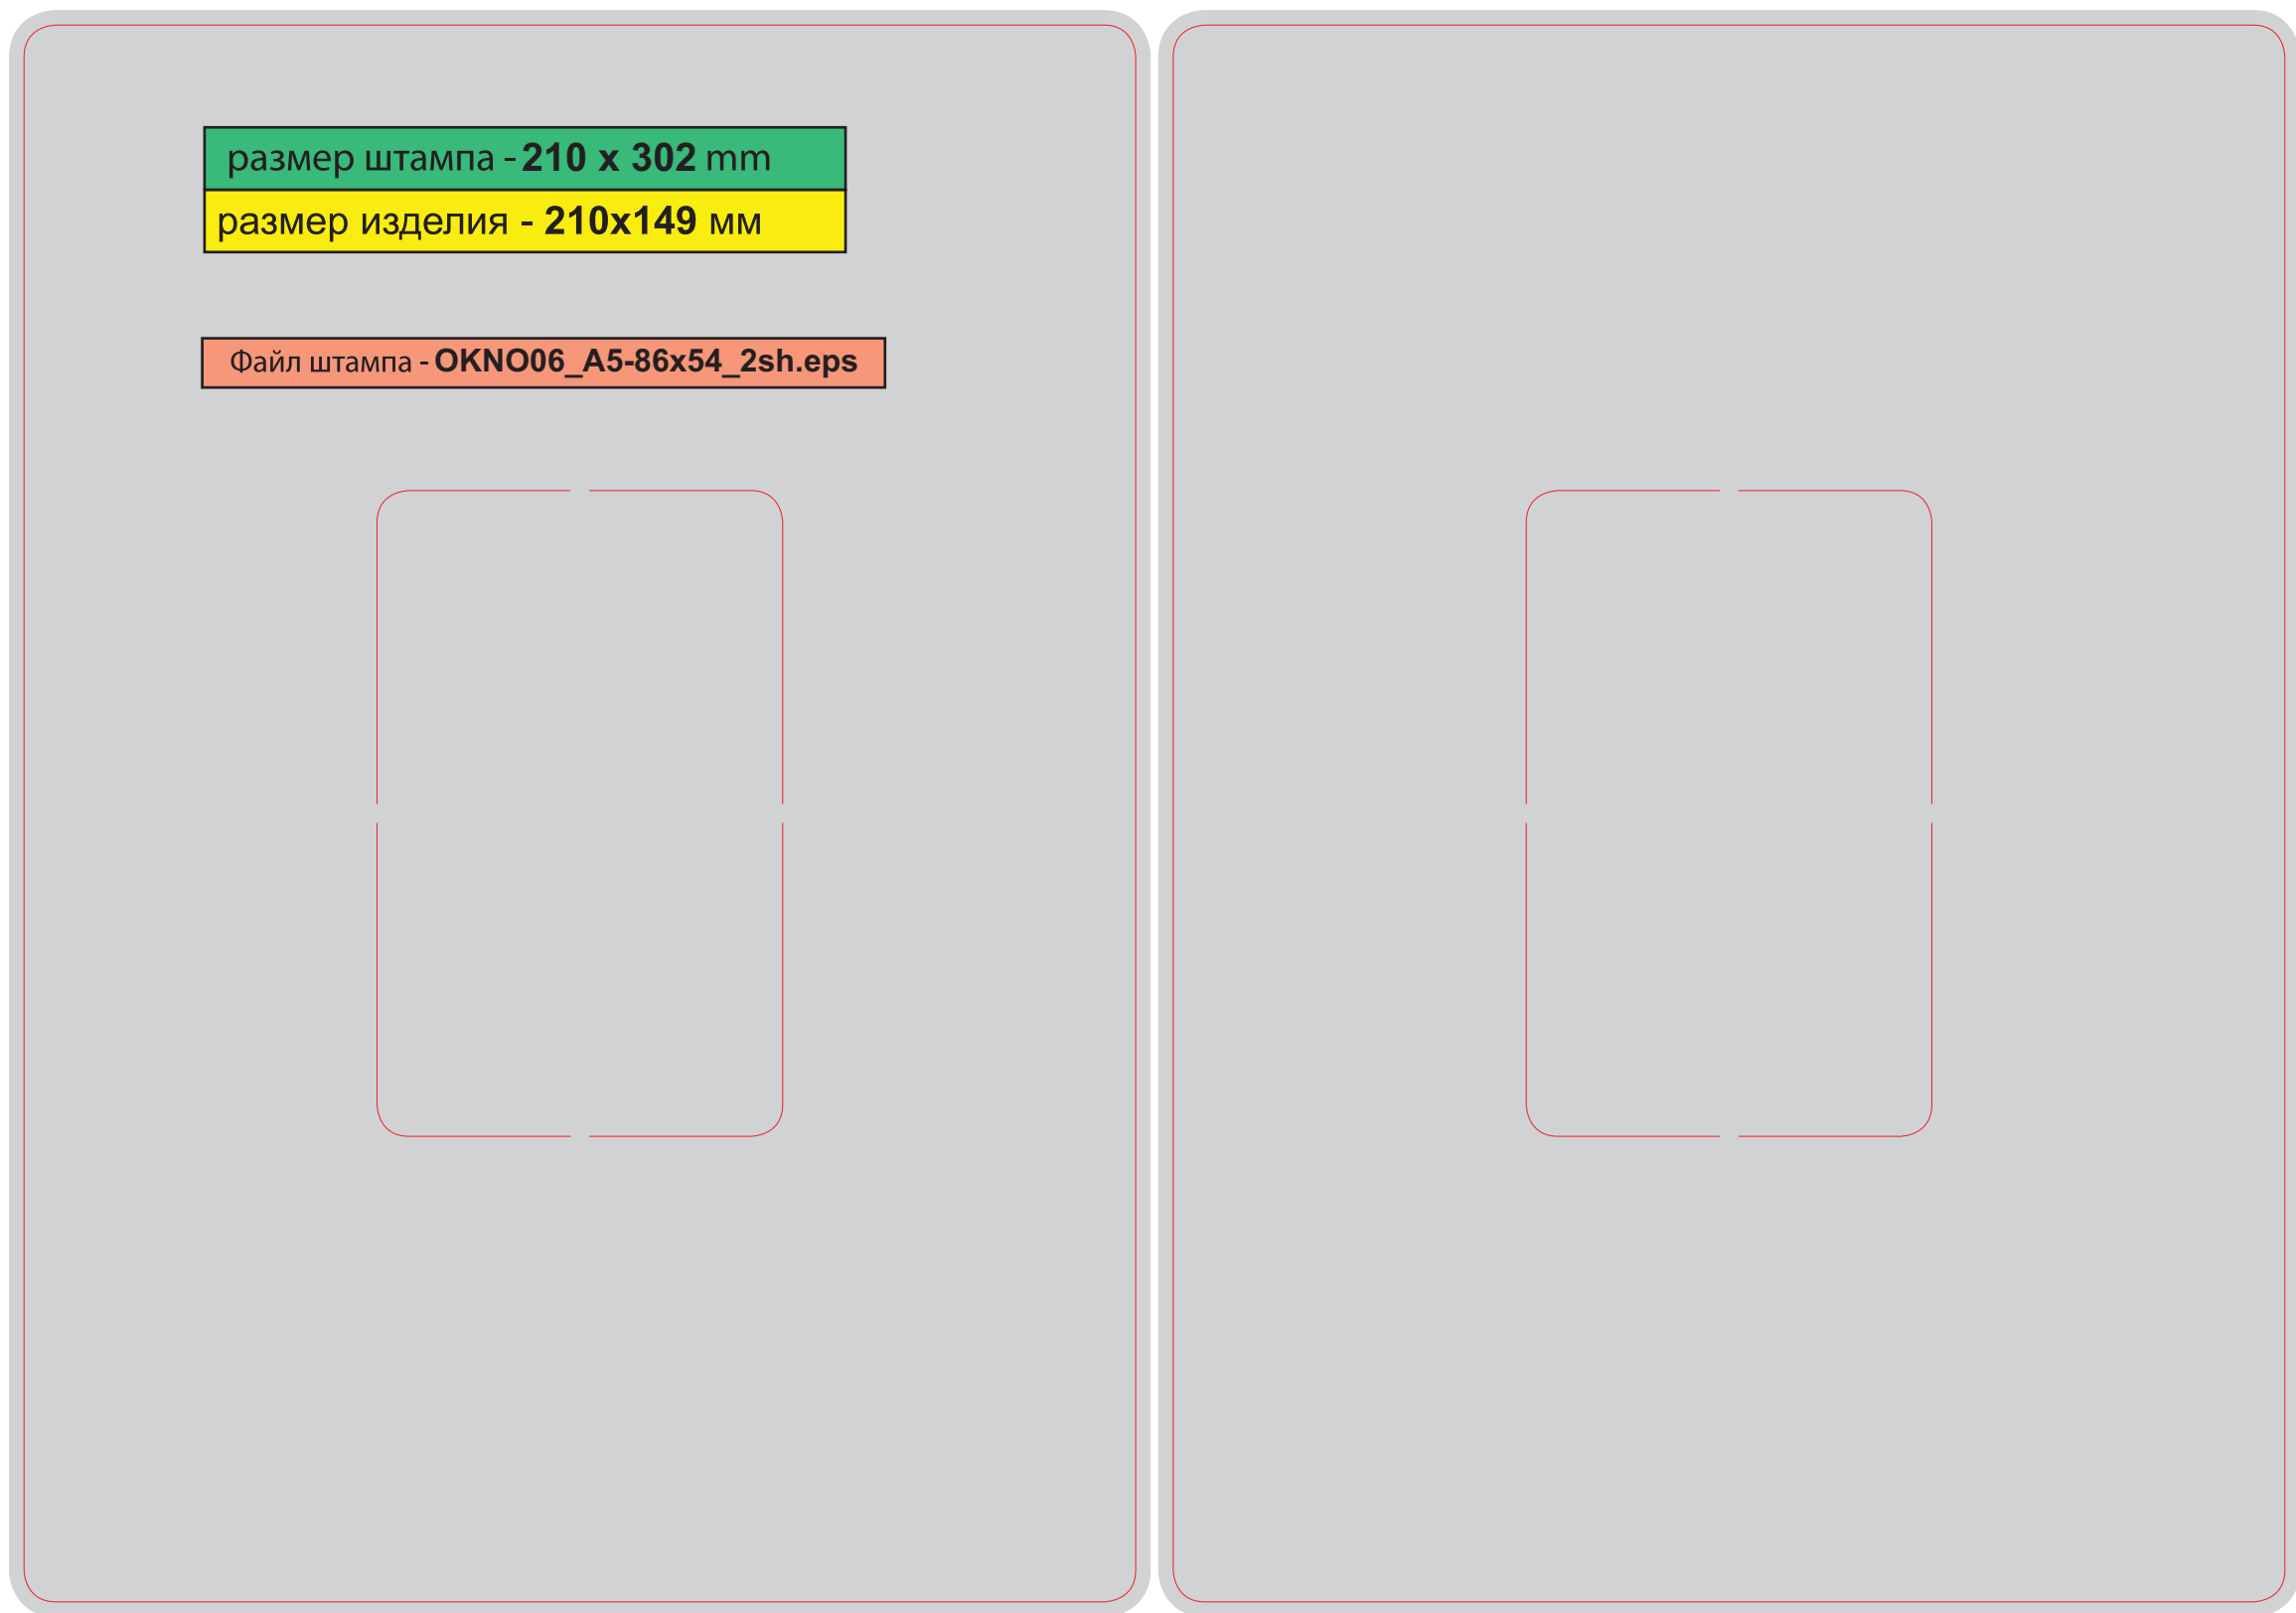 размер штампа - 210 x 302 mm
размер изделия - 210x149 мм
Файл штампа - OKNO06_A5-86x54_2sh.eps